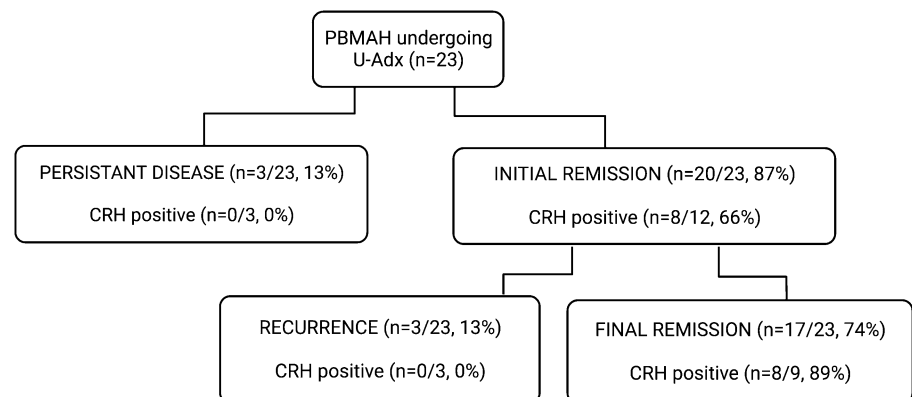 PBMAH undergoing
U-Adx (n=23)
PERSISTANT DISEASE (n=3/23, 13%)
CRH positive (n=0/3, 0%)
INITIAL REMISSION (n=20/23, 87%)
CRH positive (n=8/12, 66%)
RECURRENCE (n=3/23, 13%)
CRH positive (n=0/3, 0%)
FINAL REMISSION (n=17/23, 74%)
CRH positive (n=8/9, 89%)